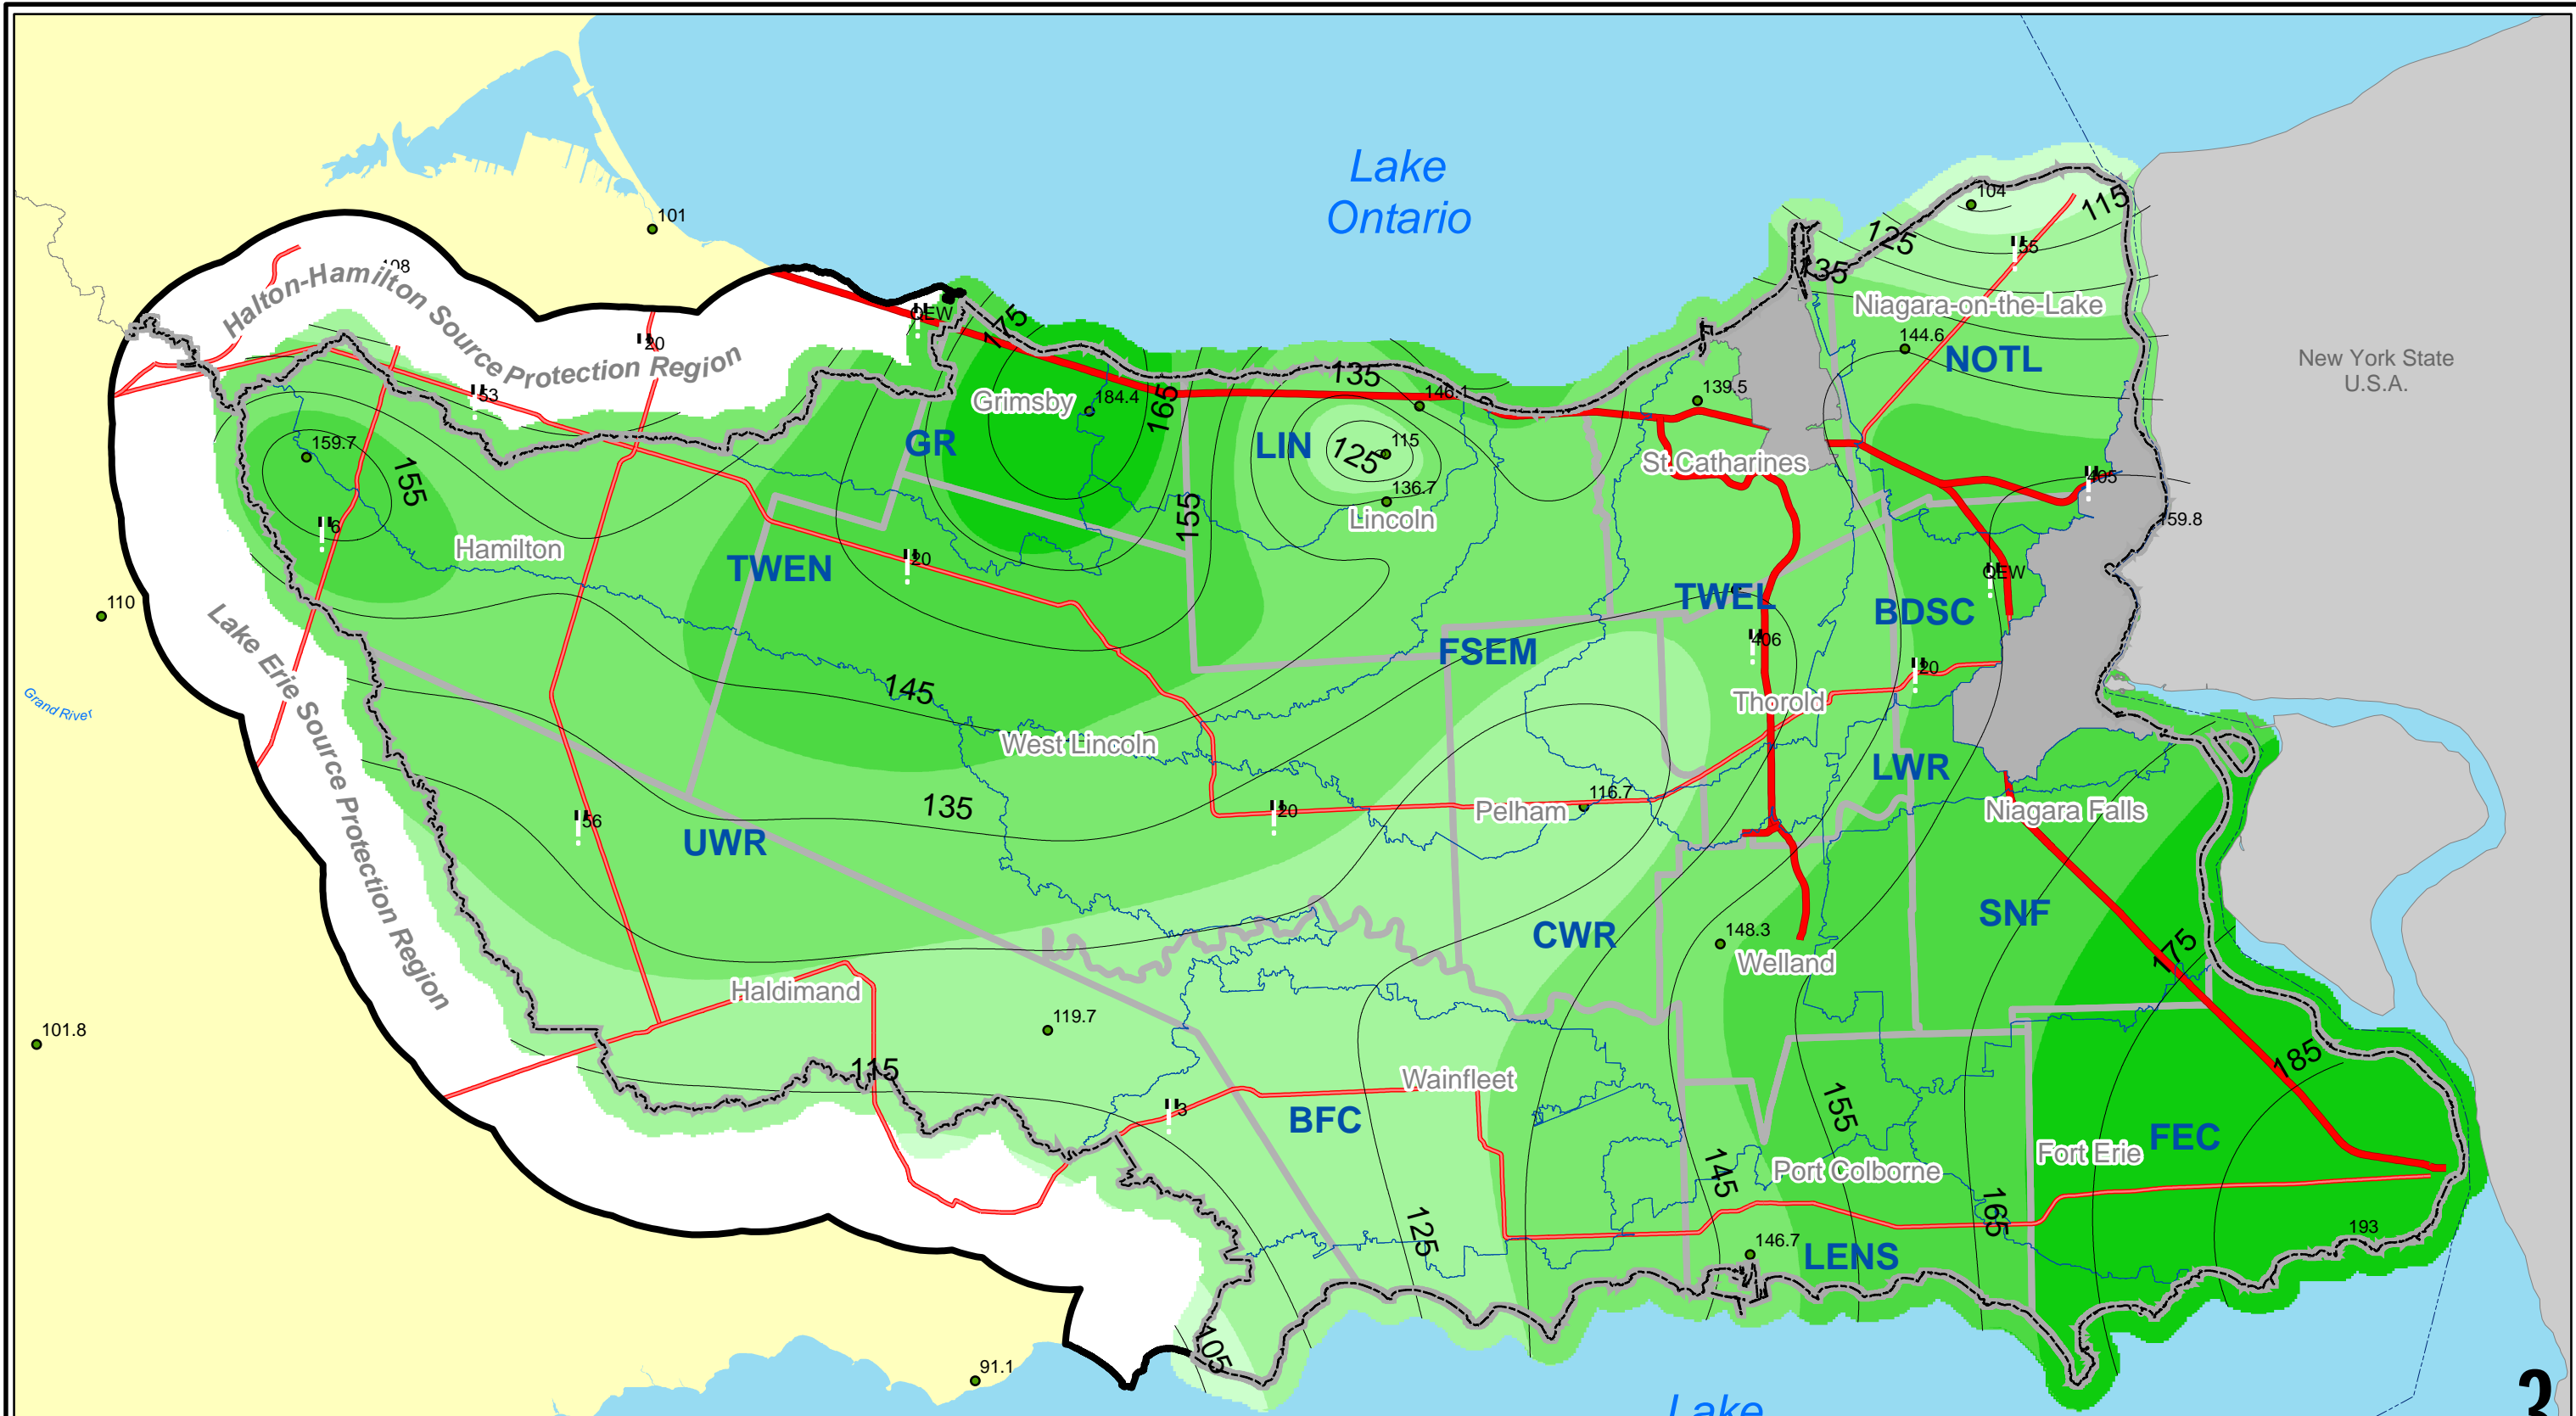 Lake
Ontario
104
115
125
55
135
101
108
Halton-Hamilton Source Protection Region
QEW
20
175
Niagara-on-the-Lake
144.6
NOTL
New York State
U.S.A.
53
135
146.1
139.5
Grimsby
184.4
165
GR
LIN
115
125
136.7
Lincoln
St.Catharines
159.7
155
405
159.8
6
Hamilton
155
20
TWEN
QEW
110
TWEL
BDSC
FSEM
406
20
Lake Erie Source Protection Region
Grand River
145
Thorold
West Lincoln
LWR
135
56
20
Pelham
116.7
Niagara Falls
UWR
SNF
CWR
148.3
Welland
175
Haldimand
119.7
101.8
115
185
Wainfleet
3
BFC
155
FEC
Fort Erie
145
Port Colborne
165
125
193
146.7
LENS
105
91.1
Lake
3